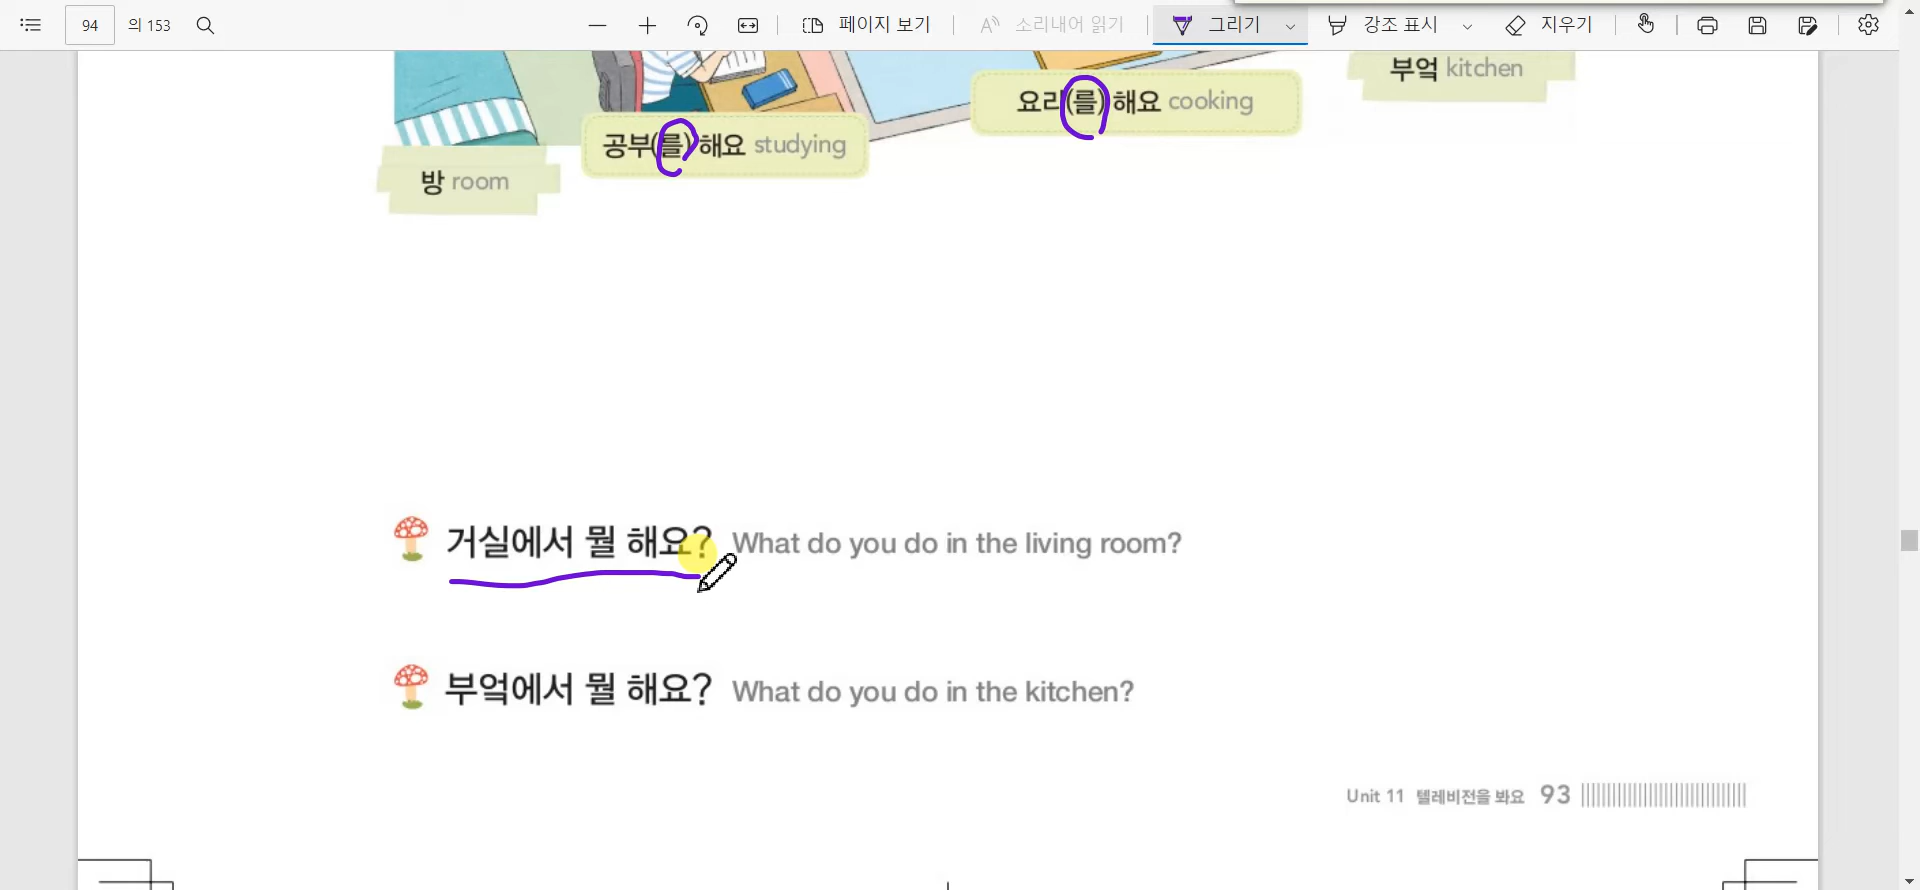 94 의 153 페이지 보기 소리내어 읽기 그리기 강조 표시 지우기
부엌 kitchen
요리(를) 해요 cooking
공부(를) 해요 studying
방 room
거실에서 뭘 해요? What do you do in the living room?
부엌에서 뭘 해요? What do you do in the kitchen?
Unit 11 텔레비전을 봐요 93